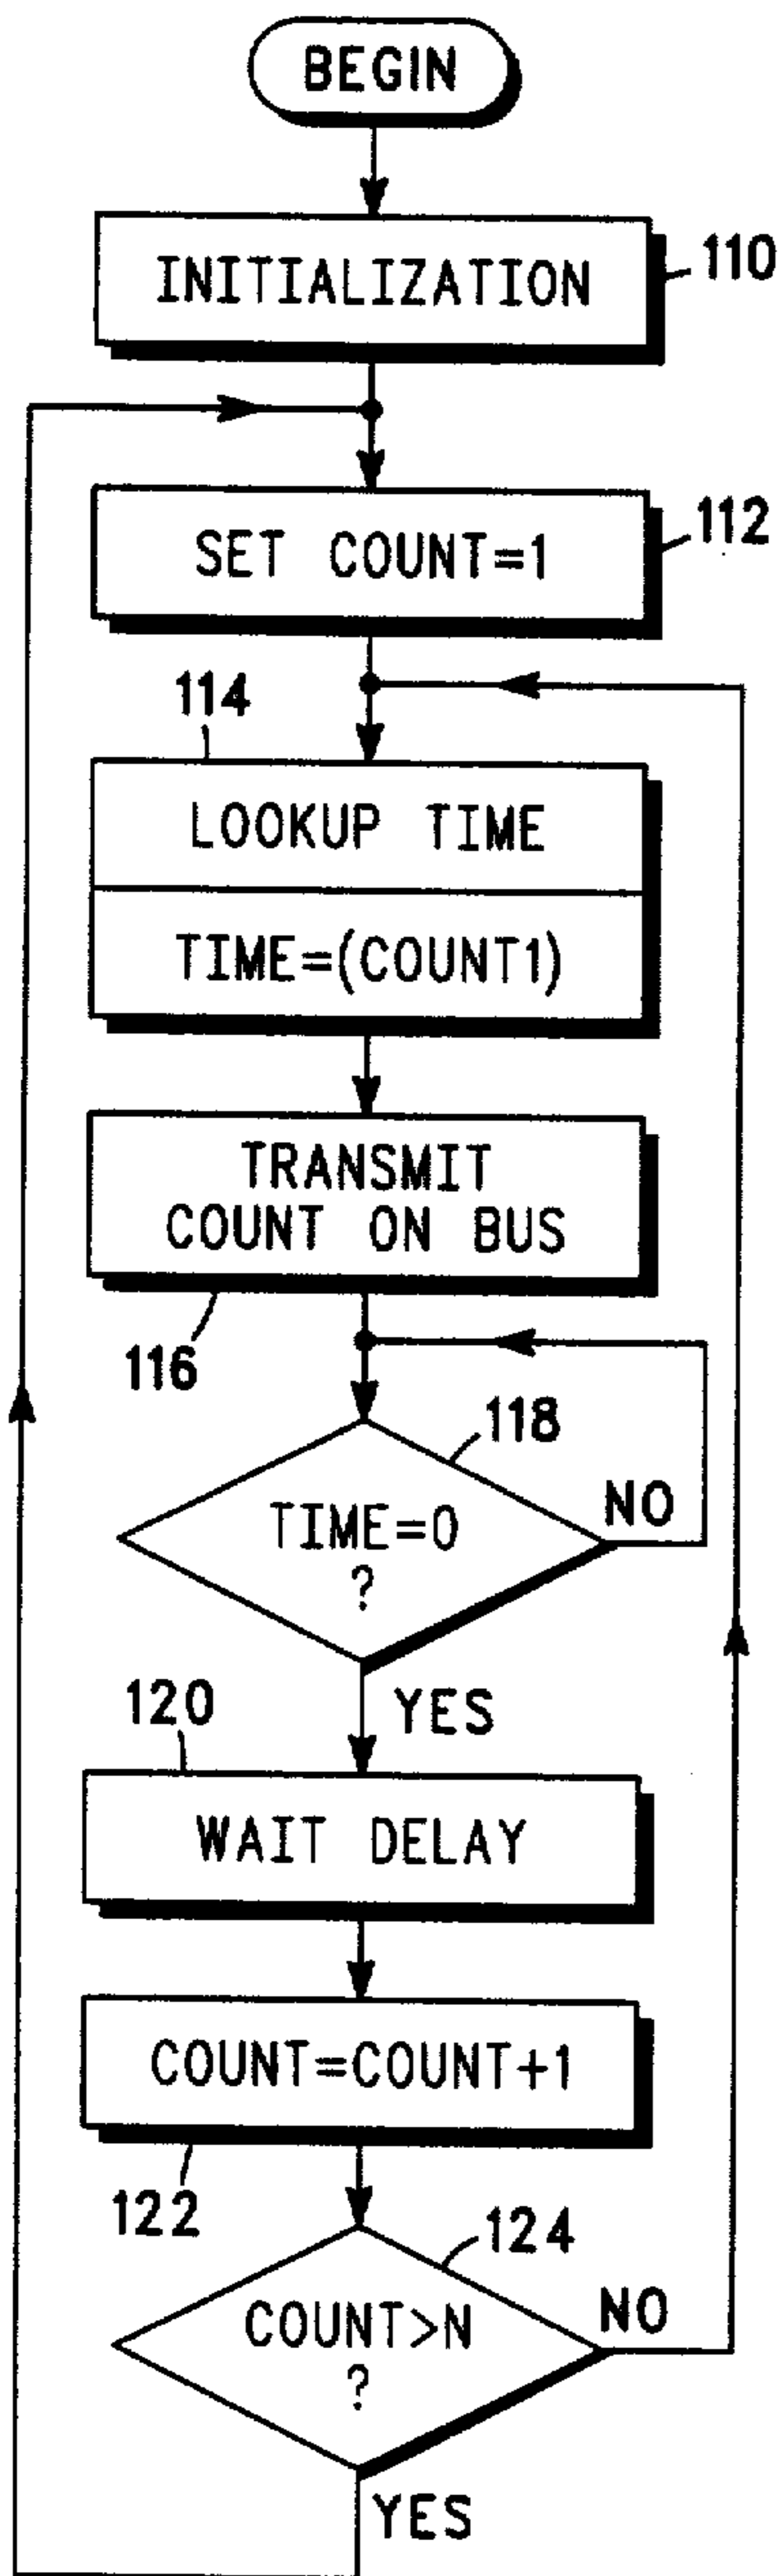 BEGIN
INITIALIZATION
110
SET COUNT=1
112
114
LOOKUP TIME
TIME=(COUNT1)
TRANSMIT
COUNT ON BUS
116
118
TIME=0
?
NO
YES
120
WAIT DELAY
COUNT=COUNT+1
122
124
COUNT>N
?
NO
YES